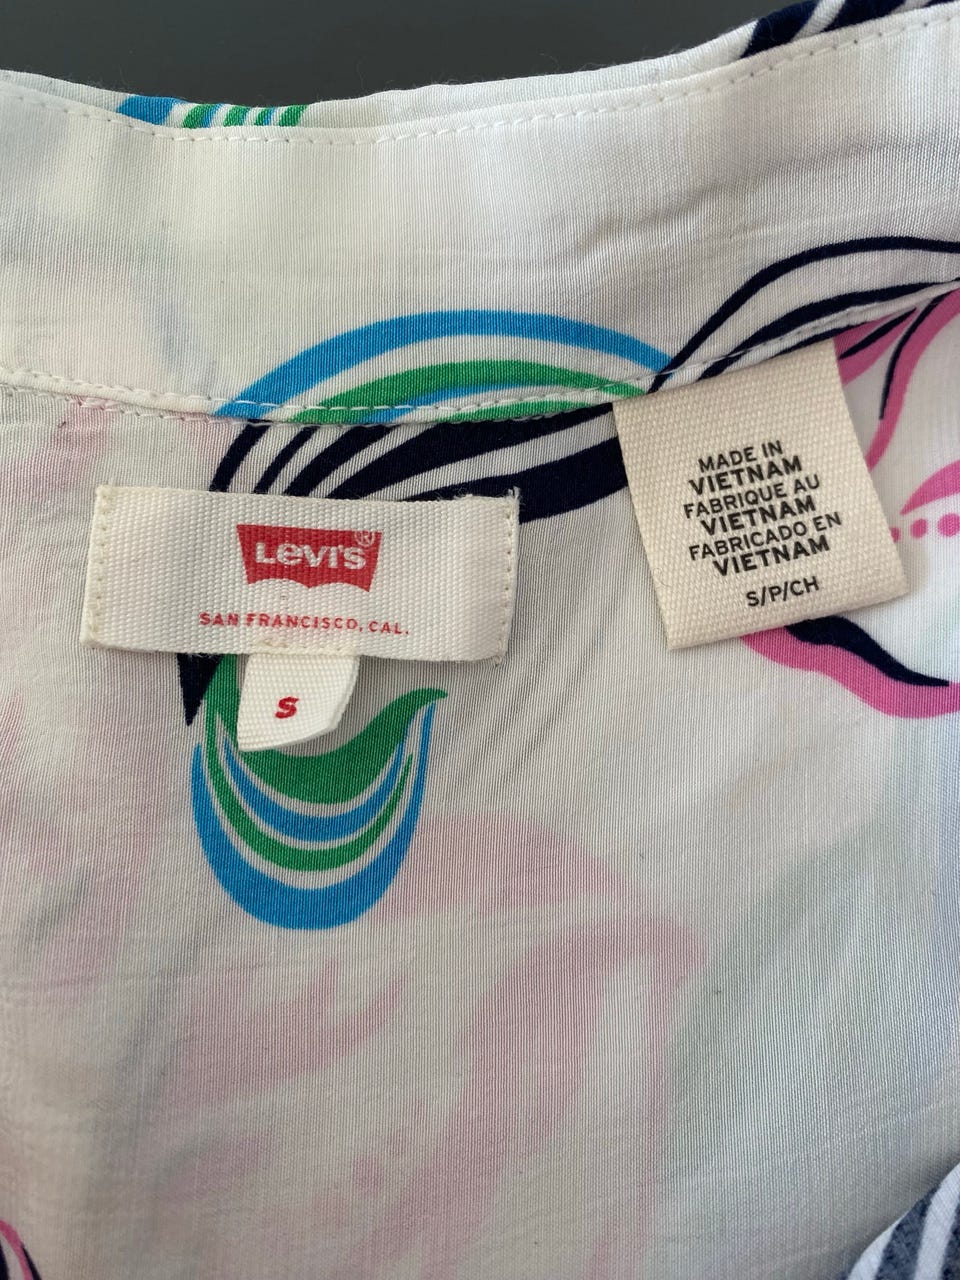 Levi's®
SAN FRANCISCO, CAL.
S
MADE IN
VIETNAM
FABRIQUE AU
VIETNAM
FABRICADO EN
VIETNAM
S/P/CH